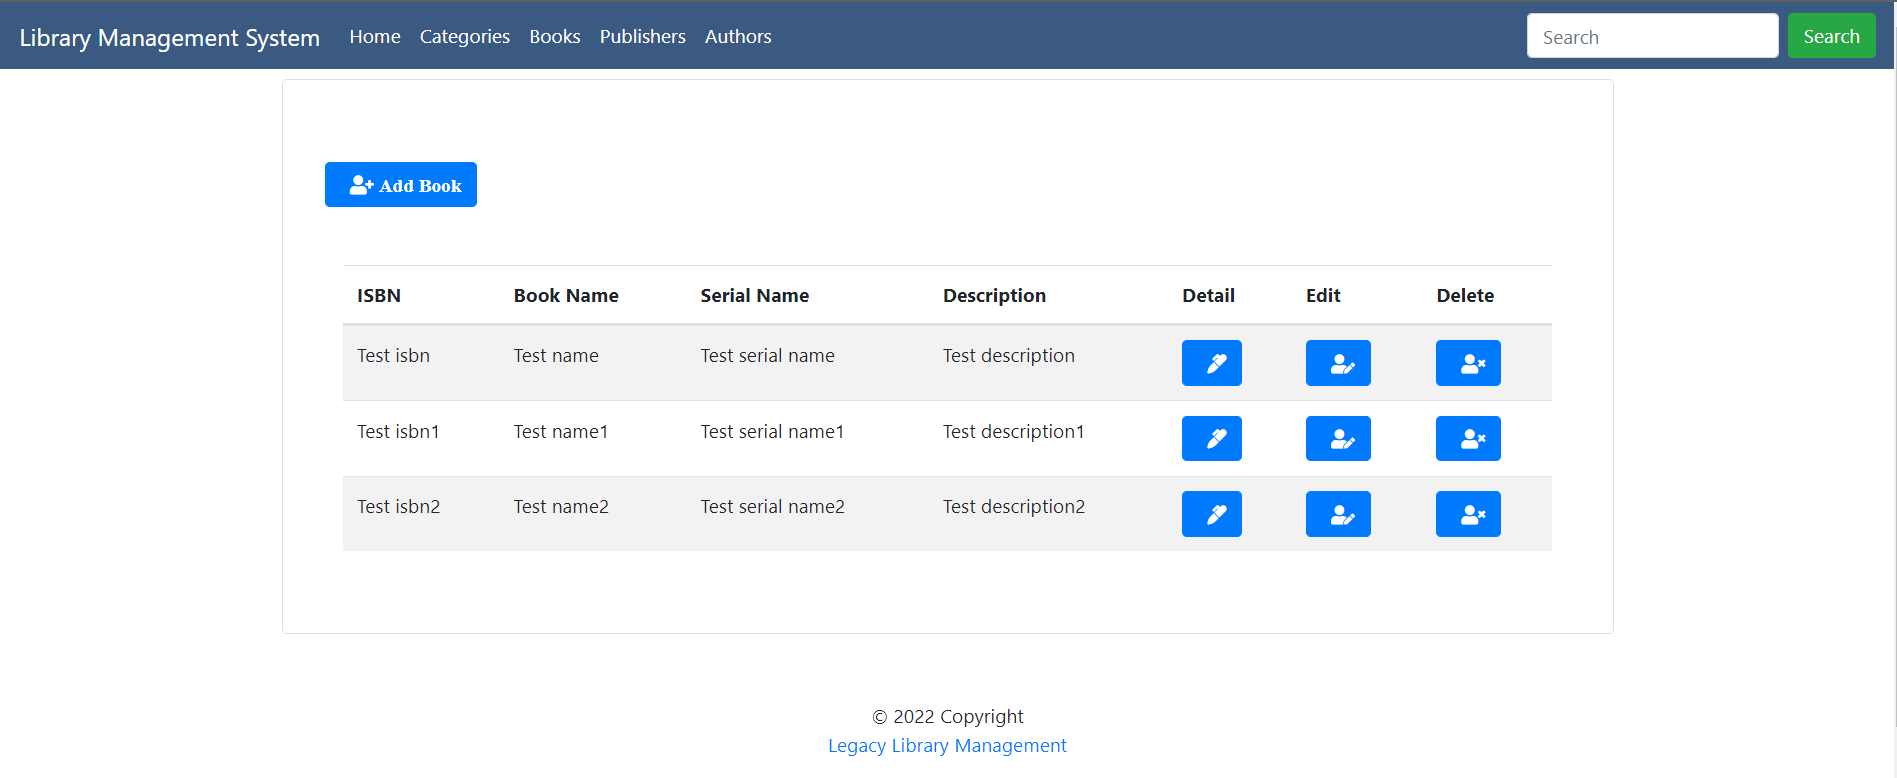 Library Management System Home Categories Books Publishers Authors Search Search
Add Book
ISBN Book Name Serial Name Description Detail Edit Delete
Test isbn Test name Test serial name Test description
Test isbn1 Test name1 Test serial name1 Test description1
Test isbn2 Test name2 Test serial name2 Test description2
© 2022 Copyright
Legacy Library Management